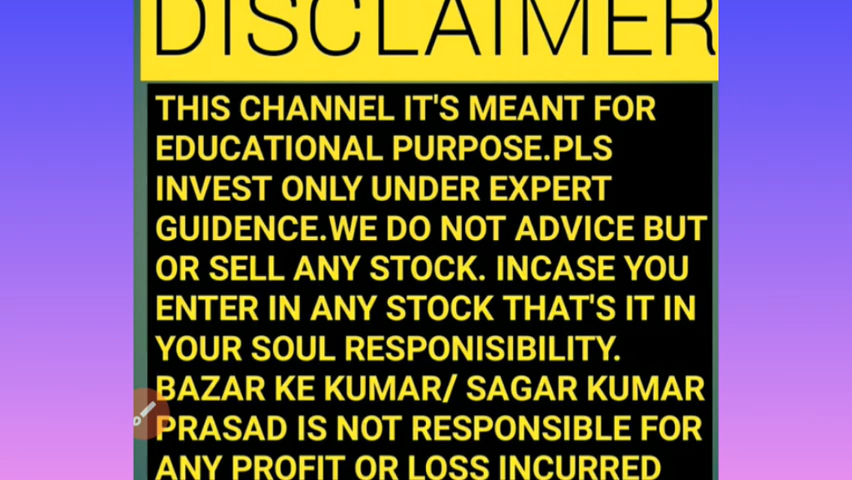 DISCLAIMER
THIS CHANNEL IT'S MEANT FOR
EDUCATIONAL PURPOSE.PLS
INVEST ONLY UNDER EXPERT
GUIDENCE.WE DO NOT ADVICE BUT
OR SELL ANY STOCK. INCASE YOU
ENTER IN ANY STOCK THAT'S IT IN
YOUR SOUL RESPONISIBILITY.
BAZAR KE KUMAR/ SAGAR KUMAR
PRASAD IS NOT RESPONSIBLE FOR
ANY PROFIT OR LOSS INCURRED